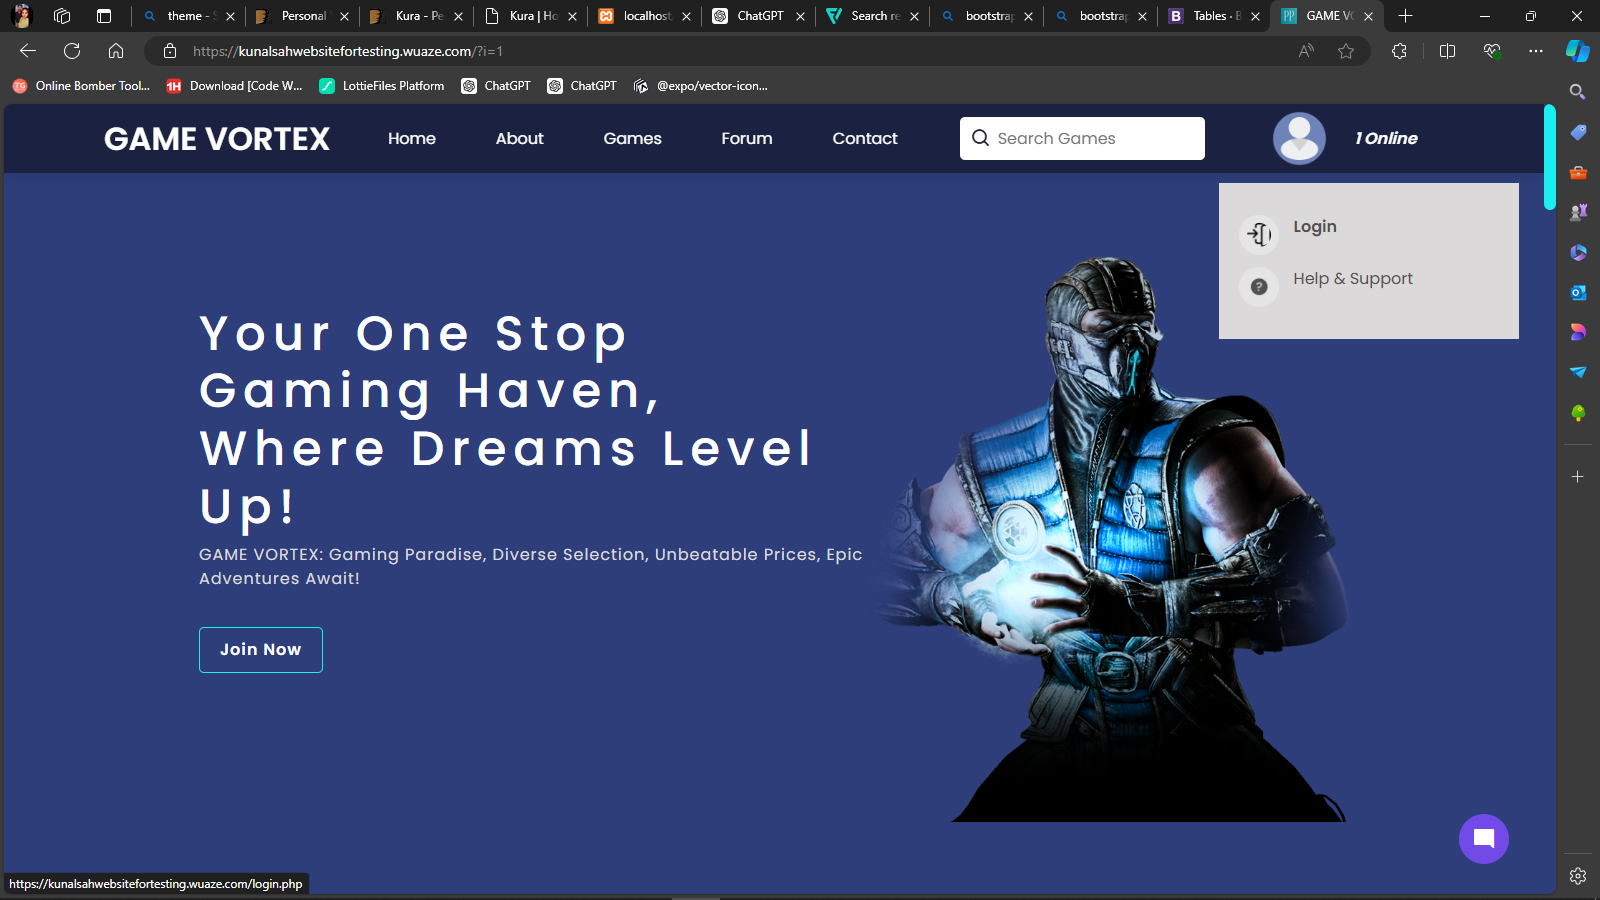 theme - S
Personal
Kura - Pe
Kura | Ho
localhost
ChatGPT
Search re
bootstrap
bootstrap
Tables · B
GAME VO
https://kunalsahwebsitefortesting.wuaze.com/?i=1
Online Bomber Tool...
Download [Code W...
LottieFiles Platform
ChatGPT
ChatGPT
@expo/vector-icon...
GAME VORTEX
Home
About
Games
Forum
Contact
Search Games
1 Online
Login
Help & Support
Your One Stop
Gaming Haven,
Where Dreams Level
Up!
GAME VORTEX: Gaming Paradise, Diverse Selection, Unbeatable Prices, Epic
Adventures Await!
Join Now
https://kunalsahwebsitefortesting.wuaze.com/login.php